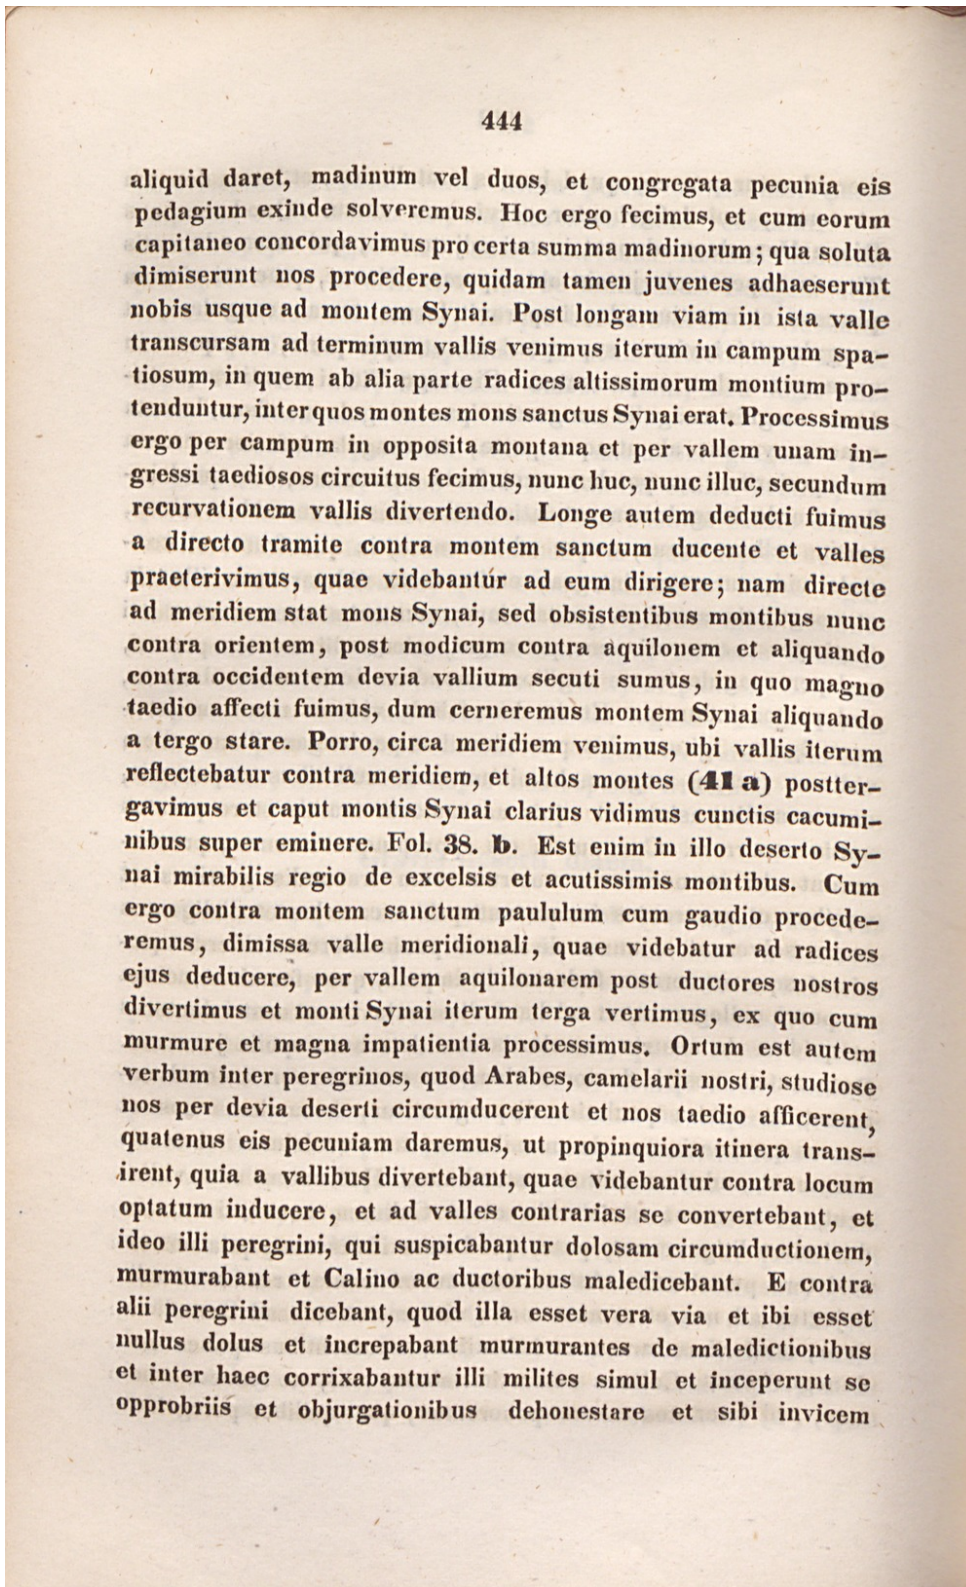 444
aliquid daret, madinum vel duos, et congregata pecunia eis
pedagium exinde solveremus. Hoc ergo fecimus, et cum eorum
capitaneo concordavimus pro certa summa madinorum; qua soluta
dimiserunt nos procedere, quidam tamen juvenes adhaeserunt
nobis usque ad montem Synai. Post longam viam in ista valle
transcursam ad terminum vallis venimus iterum in campum spa-
tiosum, in quem ab alia parte radices altissimorum montium pro-
tenduntur, inter quos montes mons sanctus Synai erat. Processimus
ergo per campum in opposita montana et per vallem unam in-
gressi taediosos circuitus fecimus, nunc huc, nunc illuc, secundum
recurvationem vallis divertendo. Longe autem deducti fuimus
a directo tramite contra montem sanctum ducente et valles
praeterivimus, quae videbantur ad eum dirigere; nam directe
ad meridiem stat mons Synai, sed obsistentibus montibus nunc
contra orientem, post modicum contra aquilonem et aliquando
contra occidentem devia vallium secuti sumus, in quo magno
taedio affecti fuimus, dum cerneremus montem Synai aliquando
a tergo stare. Porro, circa meridiem venimus, ubi vallis iterum
reflectebatur contra meridiem, et altos montes (41 a) postter-
gavimus et caput montis Synai clarius vidimus cunctis cacumi-
nibus super eminere. Fol. 38. b. Est enim in illo deserto Sy-
nai mirabilis regio de excelsis et acutissimis montibus. Cum
ergo contra montem sanctum paululum cum gaudio procede-
remus, dimissa valle meridionali, quae videbatur ad radices
ejus deducere, per vallem aquilonarem post ductores nostros
divertimus et monti Synai iterum terga vertimus, ex quo cum
murmure et magna impatientia processimus. Ortum est autem
verbum inter peregrinos, quod Arabes, camelarii nostri, studiose
nos per devia deserti circumducerent et nos taedio afficerent,
quatenus eis pecuniam daremus, ut propinquiora itinera trans-
irent, quia a vallibus divertebant, quae videbantur contra locum
optatum inducere, et ad valles contrarias se convertebant, et
ideo illi peregrini, qui suspicabantur dolosam circumductionem,
murmurabant et Calino ac ductoribus maledicebant. E contra
alii peregrini dicebant, quod illa esset vera via et ibi esset
nullus dolus et increpabant murmurantes de maledictionibus
et inter haec corrixabantur illi milites simul et inceperunt se
opprobriis et objurgationibus dehonestare et sibi invicem